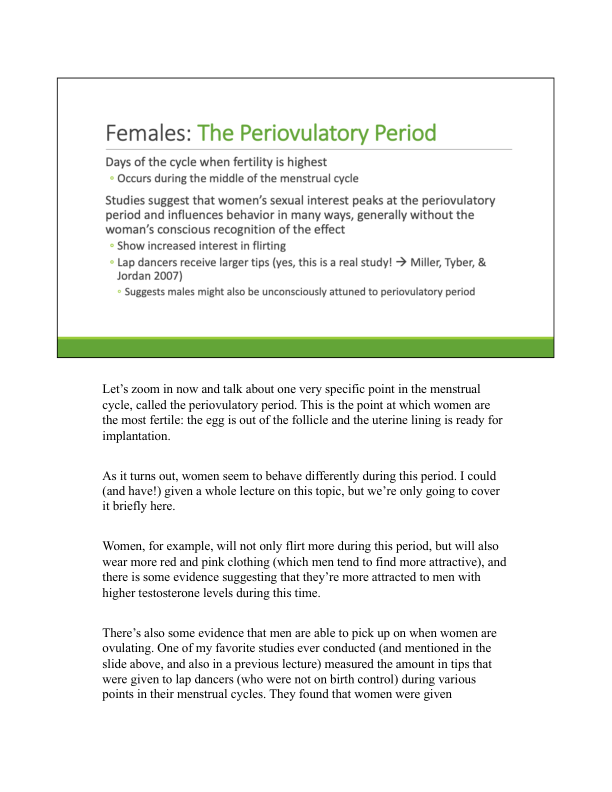 Females: The Periovulatory Period
Days of the cycle when fertility is highest
• Occurs during the middle of the menstrual cycle
Studies suggest that women's sexual interest peaks at the periovulatory
period and influences behavior in many ways, generally without the
woman's conscious recognition of the effect
• Show increased interest in flirting
• Lap dancers receive larger tips (yes, this is a real study! → Miller, Tyber, &
Jordan 2007)
• Suggests males might also be unconsciously attuned to periovulatory period
Let's zoom in now and talk about one very specific point in the menstrual
cycle, called the periovulatory period. This is the point at which women are
the most fertile: the egg is out of the follicle and the uterine lining is ready for
implantation.
As it turns out, women seem to behave differently during this period. I could
(and have!) given a whole lecture on this topic, but we're only going to cover
it briefly here.
Women, for example, will not only flirt more during this period, but will also
wear more red and pink clothing (which men tend to find more attractive), and
there is some evidence suggesting that they're more attracted to men with
higher testosterone levels during this time.
There's also some evidence that men are able to pick up on when women are
ovulating. One of my favorite studies ever conducted (and mentioned in the
slide above, and also in a previous lecture) measured the amount in tips that
were given to lap dancers (who were not on birth control) during various
points in their menstrual cycles. They found that women were given